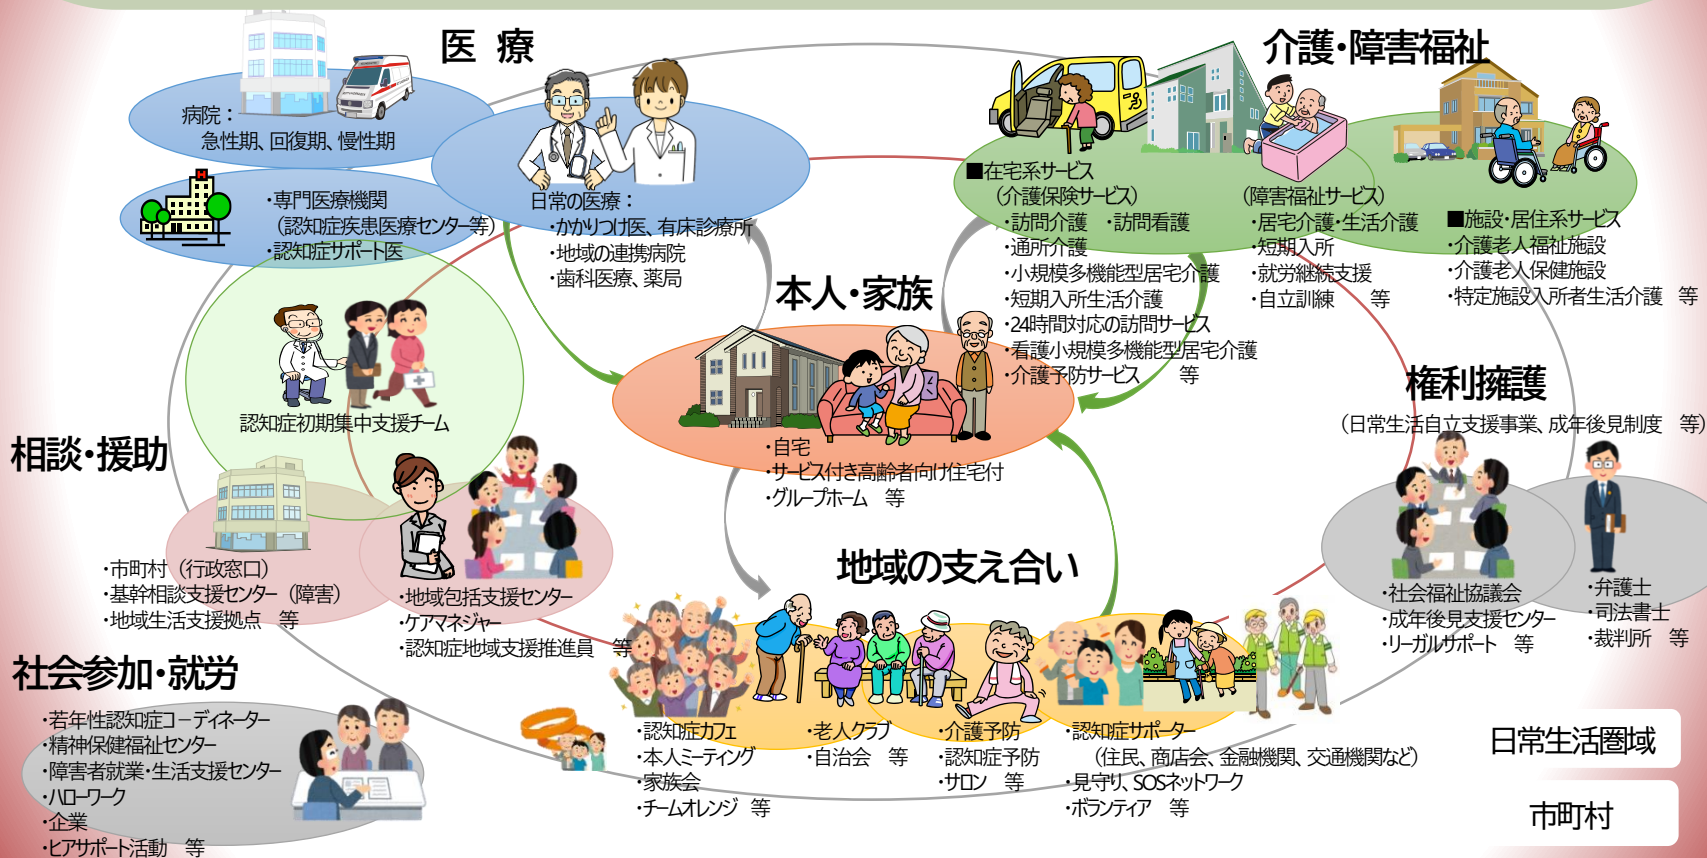 医 療
病院：
急性期、回復期、慢性期
・専門医療機関
（認知症疾患医療センター等）
・認知症サポート医
日常の医療：
・かかりつけ医、有床診療所
・地域の連携病院
・歯科医療、薬局
介護・障害福祉
■在宅系サービス
（介護保険サービス）
・訪問介護 ・訪問看護
・通所介護
・小規模多機能型居宅介護
・短期入所生活介護
・24時間対応の訪問サービス
・看護小規模多機能型居宅介護
・介護予防サービス 等
(障害福祉サービス)
・居宅介護・生活介護
・短期入所
・就労継続支援
・自立訓練 等
■施設・居住系サービス
・介護老人福祉施設
・介護老人保健施設
・特定施設入所者生活介護 等
本人・家族
・自宅
・サービス付き高齢者向け住宅付
・グループホーム 等
認知症初期集中支援チーム
相談・援助
・市町村（行政窓口）
・基幹相談支援センター（障害）
・地域生活支援拠点 等
・地域包括支援センター
・ケアマネジャー
・認知症地域支援推進員 等
権利擁護
（日常生活自立支援事業、成年後見制度 等）
・社会福祉協議会
・成年後見支援センター
・リーガルサポート 等
・弁護士
・司法書士
・裁判所 等
地域の支え合い
・認知症カフェ
・本人ミーティング
・家族会
・チームオレンジ 等
・老人クラブ
・自治会 等
・介護予防
・認知症予防
・サロン 等
・認知症サポーター
（住民、商店会、金融機関、交通機関など）
・見守り、SOSネットワーク
・ボランティア 等
社会参加・就労
・若年性認知症コーディネーター
・精神保健福祉センター
・障害者就業・生活支援センター
・ハローワーク
・企業
・ピアサポート活動 等
日常生活圏域
市町村